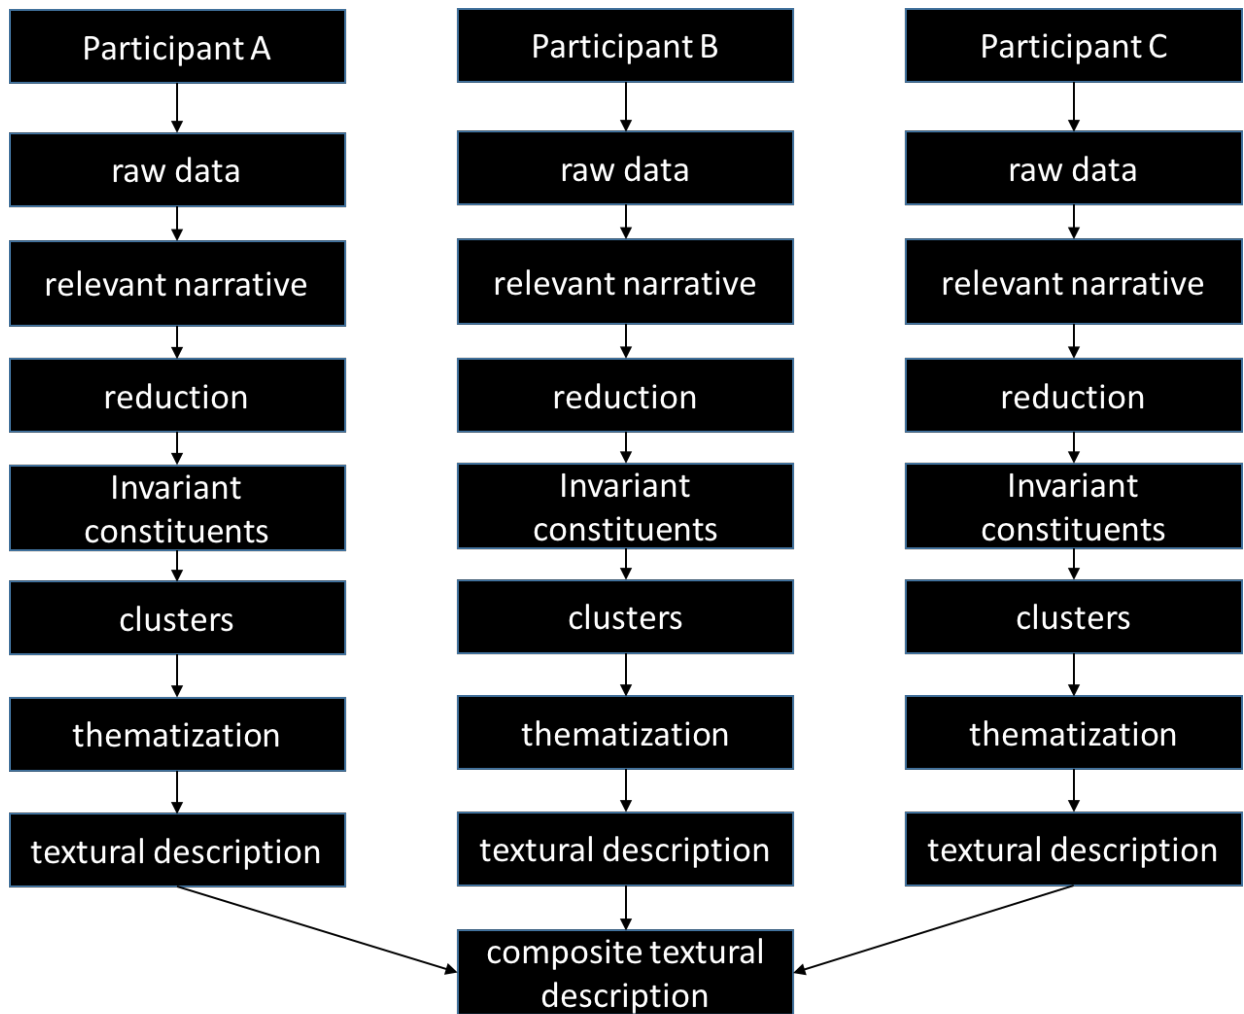 Participant A
Participant B
Participant C
raw data
raw data
raw data
relevant narrative
relevant narrative
relevant narrative
reduction
reduction
reduction
Invariant
constituents
Invariant
constituents
Invariant
constituents
clusters
clusters
clusters
thematization
thematization
thematization
textural description
textural description
textural description
composite textural
description